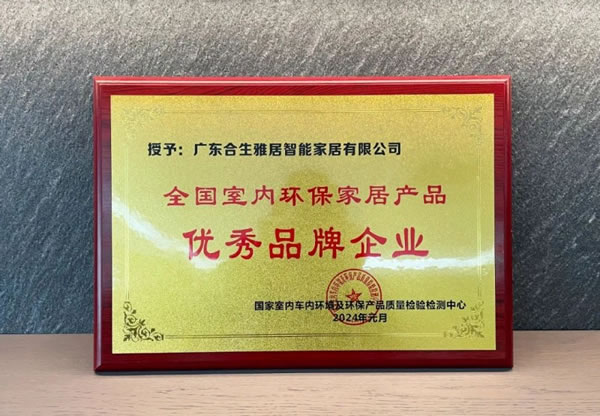 授予：广东合生雅居智能家居有限公司
全国室内环保家居产品
优秀品牌企业
国家室内车内环境及环保产品质量检验检测中心
2024年元月